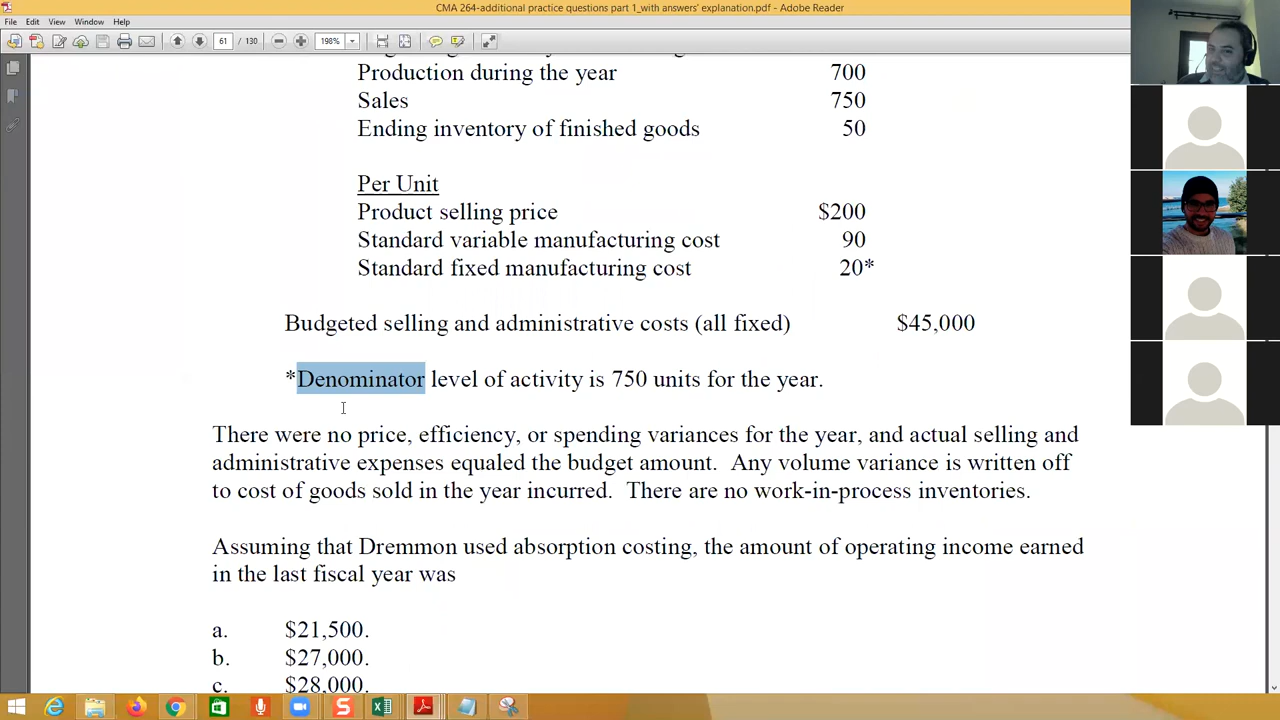 CMA 264-additional practice questions part 1_with answers' explanation.pdf - Adobe Reader
File Edit View Window Help
61 / 130 198%
Production during the year 700
Sales 750
Ending inventory of finished goods 50
Per Unit
Product selling price $200
Standard variable manufacturing cost 90
Standard fixed manufacturing cost 20*
Budgeted selling and administrative costs (all fixed) $45,000
*Denominator level of activity is 750 units for the year.
There were no price, efficiency, or spending variances for the year, and actual selling and
administrative expenses equaled the budget amount. Any volume variance is written off
to cost of goods sold in the year incurred. There are no work-in-process inventories.
Assuming that Dremmon used absorption costing, the amount of operating income earned
in the last fiscal year was
a. $21,500.
b. $27,000.
c. $28,000.